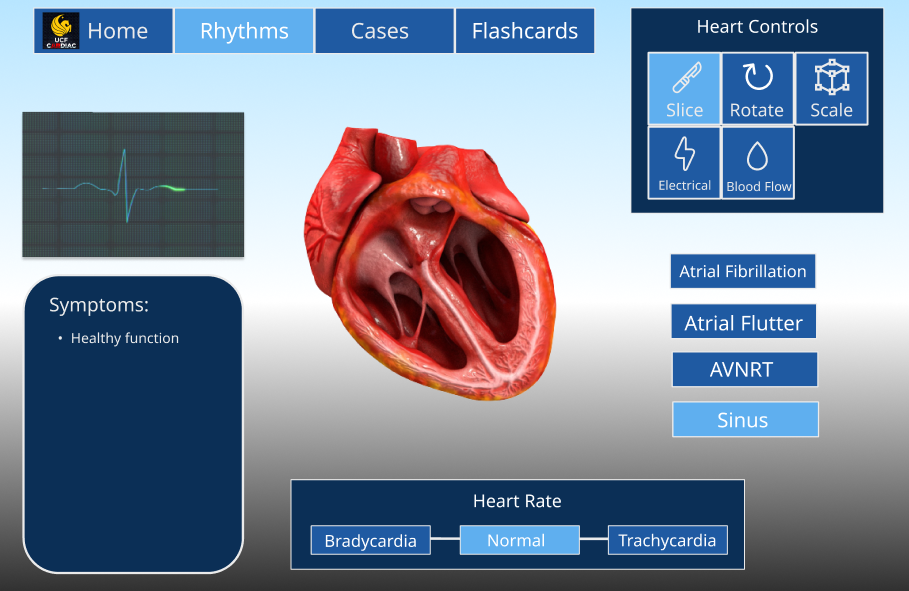 UCF
CARDIAC
Home
Rhythms
Cases
Flashcards
Heart Controls
Slice
Rotate
Scale
Electrical
Blood Flow
Symptoms:
• Healthy function
Atrial Fibrillation
Atrial Flutter
AVNRT
Sinus
Heart Rate
Bradycardia
Normal
Trachycardia